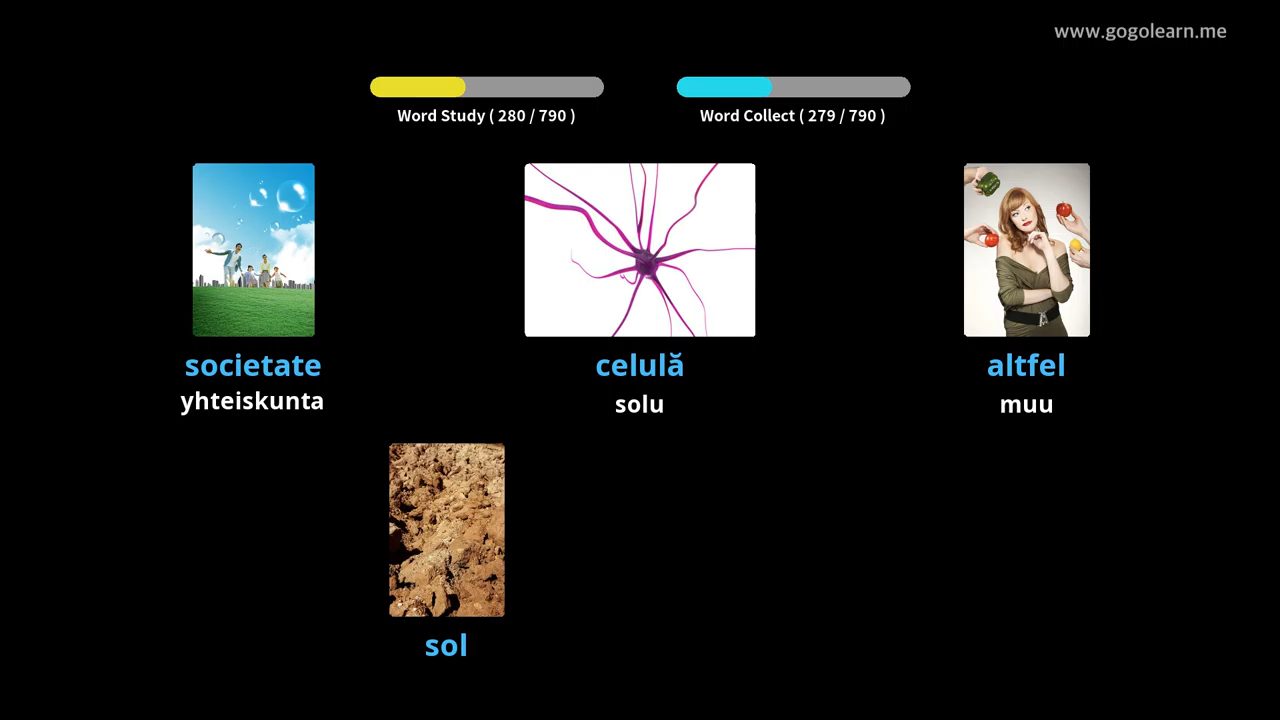 www.gogolearn.me
Word Study ( 280 / 790 )
Word Collect ( 279 / 790 )
societate
yhteiskunta
celulă
solu
altfel
muu
sol